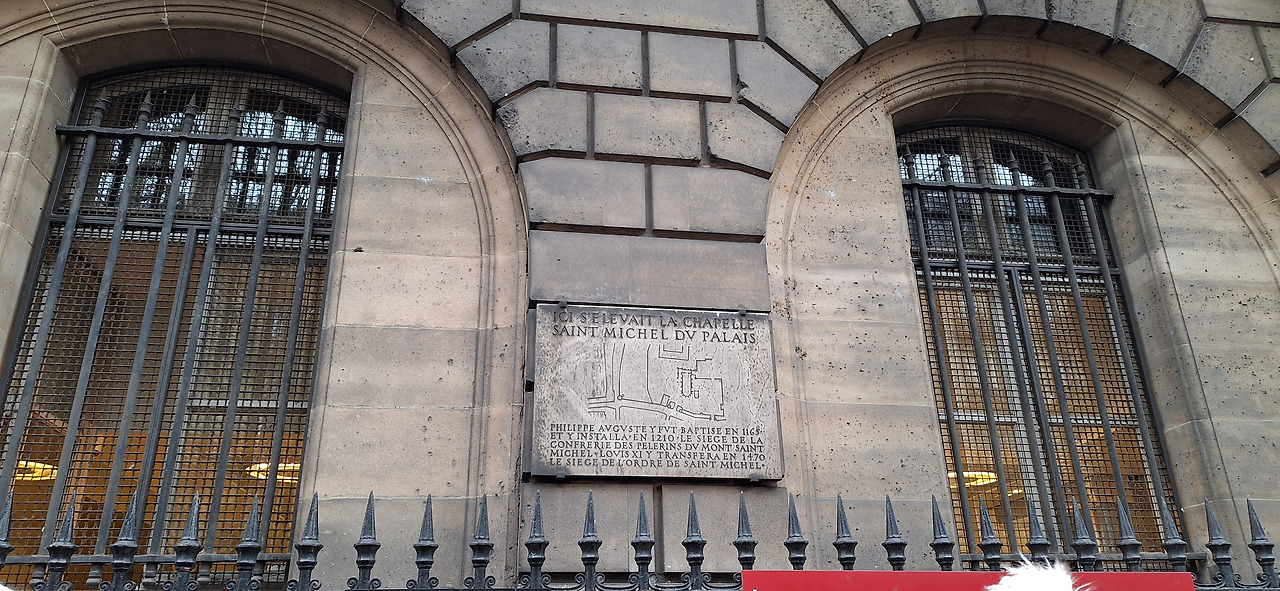 ICI S'ELEVAIT LA CHAPELLE
SAINT MICHEL DV PALAIS
PHILIPPE AVGVSTE Y FVT BAPTISE EN 1165·
ET Y INSTALLA·EN 1210·LE SIEGE DE LA
CONFRERIE DES PELERINS DV MONT SAINT
MICHEL·LOVIS XI Y TRANSFERA EN 1470
LE SIEGE DE L'ORDRE DE SAINT MICHEL·